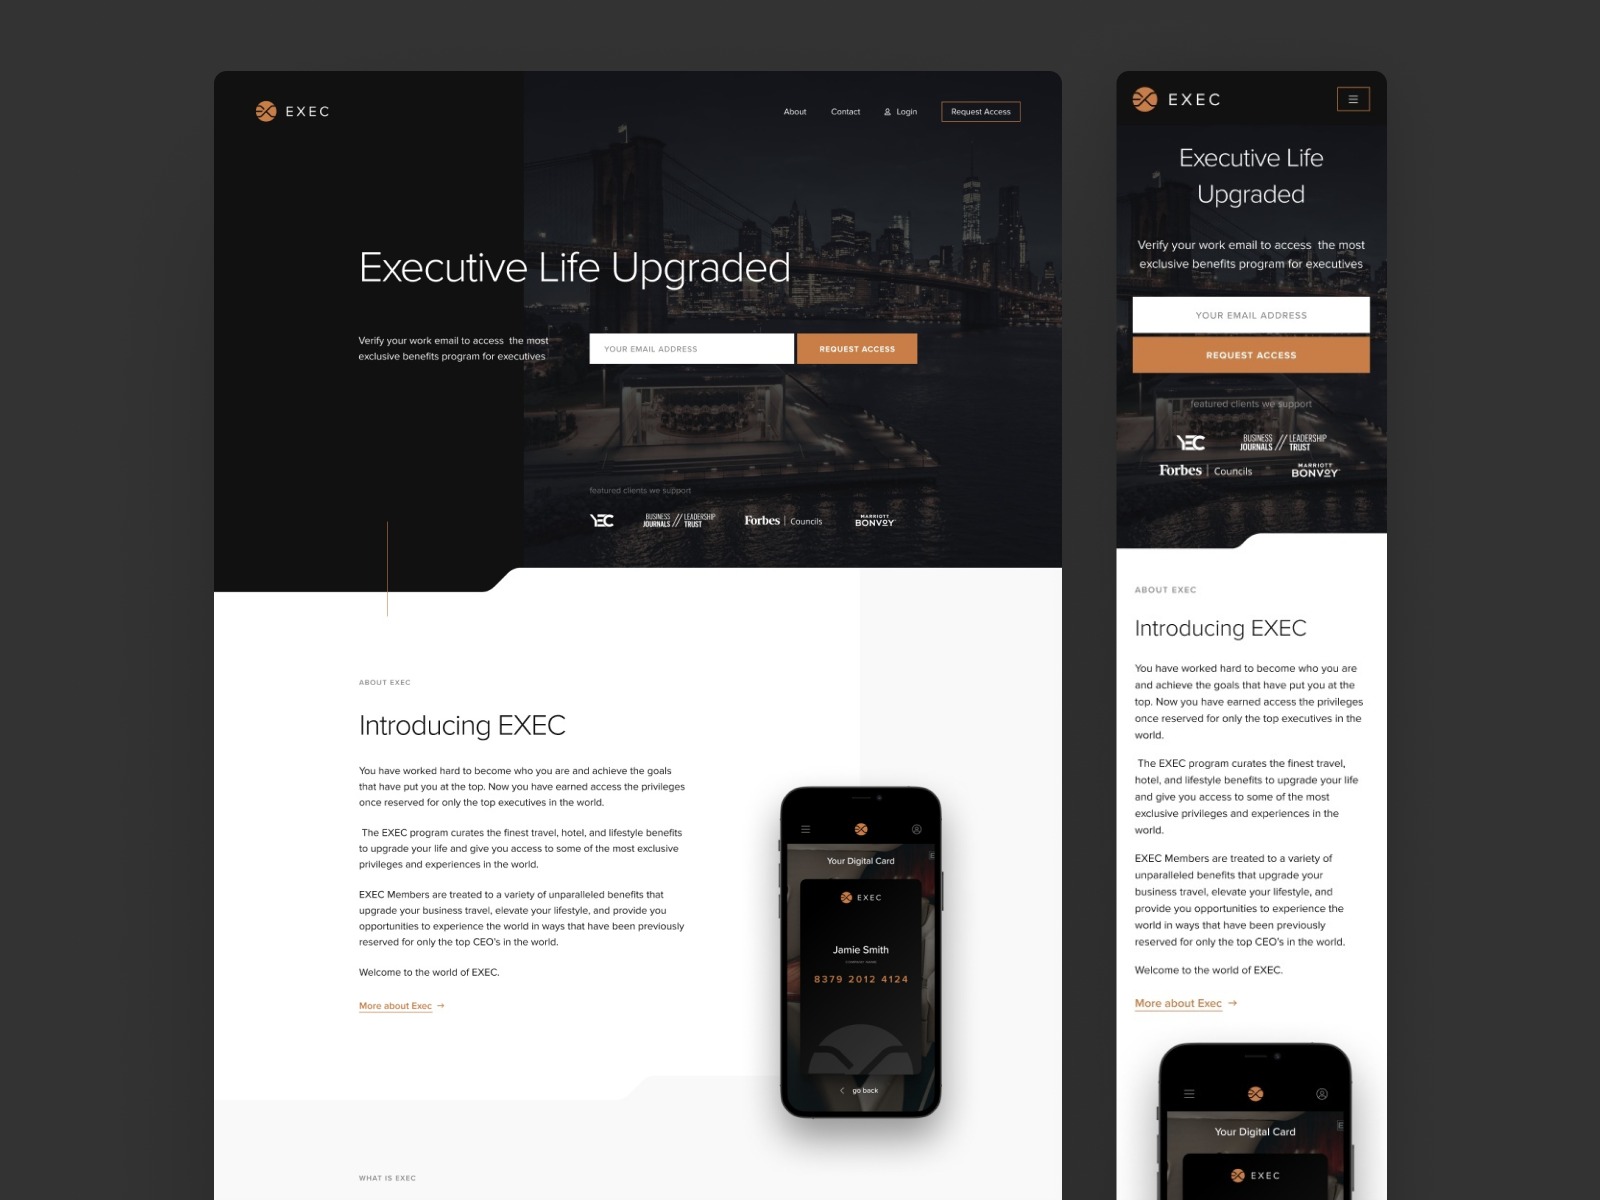 EXEC
About
Contact
Login
Request Access
Executive Life Upgraded
Verify your work email to access the most
exclusive benefits program for executives
YOUR EMAIL ADDRESS
REQUEST ACCESS
featured clients we support
YEC
BUSINESS JOURNALS // LEADERSHIP TRUST
Forbes | Councils
MARRIOTT BONVOY
ABOUT EXEC
Introducing EXEC
You have worked hard to become who you are and achieve the goals
that have put you at the top. Now you have earned access the privileges
once reserved for only the top executives in the world.
The EXEC program curates the finest travel, hotel, and lifestyle benefits
to upgrade your life and give you access to some of the most exclusive
privileges and experiences in the world.
EXEC Members are treated to a variety of unparalleled benefits that
upgrade your business travel, elevate your lifestyle, and provide you
opportunities to experience the world in ways that have been previously
reserved for only the top CEO's in the world.
Welcome to the world of EXEC.
More about Exec →
Your Digital Card
EXEC
Jamie Smith
COMPANY NAME
8379 2012 4124
go back
WHAT IS EXEC
EXEC
Executive Life
Upgraded
Verify your work email to access the most
exclusive benefits program for executives
YOUR EMAIL ADDRESS
REQUEST ACCESS
featured clients we support
YEC
BUSINESS JOURNALS // LEADERSHIP TRUST
Forbes | Councils
MARRIOTT BONVOY
ABOUT EXEC
Introducing EXEC
You have worked hard to become who you are
and achieve the goals that have put you at the
top. Now you have earned access the privileges
once reserved for only the top executives in the
world.
The EXEC program curates the finest travel,
hotel, and lifestyle benefits to upgrade your life
and give you access to some of the most
exclusive privileges and experiences in the
world.
EXEC Members are treated to a variety of
unparalleled benefits that upgrade your
business travel, elevate your lifestyle, and
provide you opportunities to experience the
world in ways that have been previously
reserved for only the top CEO's in the world.
Welcome to the world of EXEC.
More about Exec →
Your Digital Card
EXEC